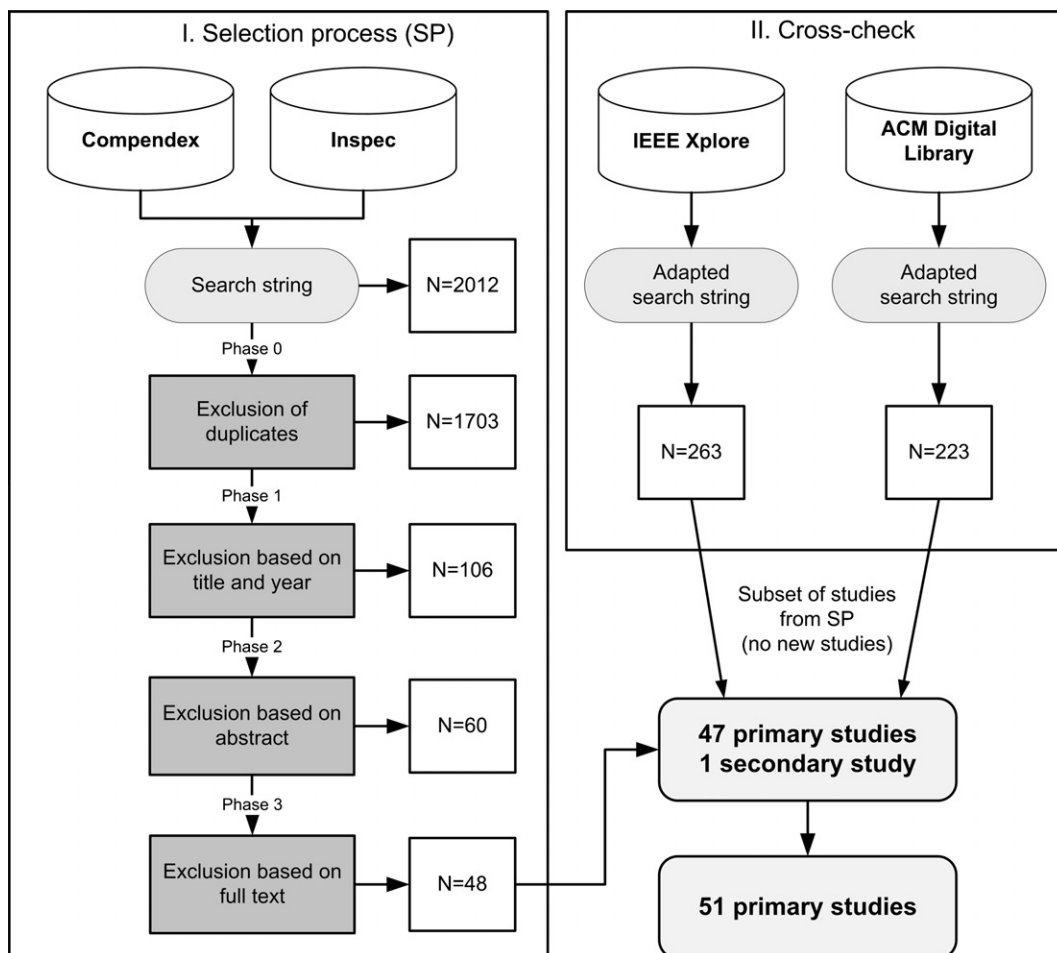 I. Selection process (SP)
Compendex
Inspec
Search string
N=2012
Phase 0
Exclusion of
duplicates
N=1703
Phase 1
Exclusion based on
title and year
N=106
Phase 2
Exclusion based on
abstract
N=60
Phase 3
Exclusion based on
full text
N=48
II. Cross-check
IEEE Xplore
ACM Digital
Library
Adapted
search string
Adapted
search string
N=263
N=223
Subset of studies
from SP
(no new studies)
47 primary studies
1 secondary study
51 primary studies